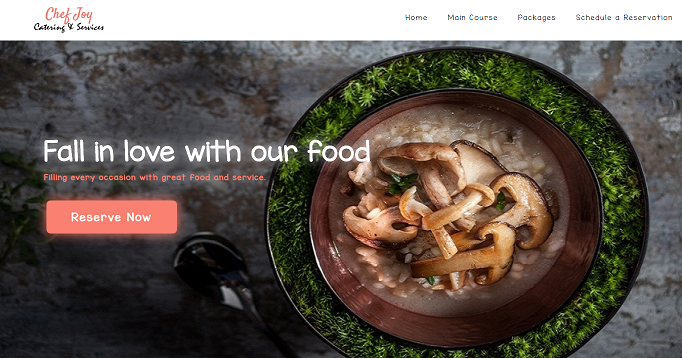 Chef Joy
Catering & Services
Home Main Course Packages Schedule a Reservation
Fall in love with our food
Filling every occasion with great food and service.
Reserve Now